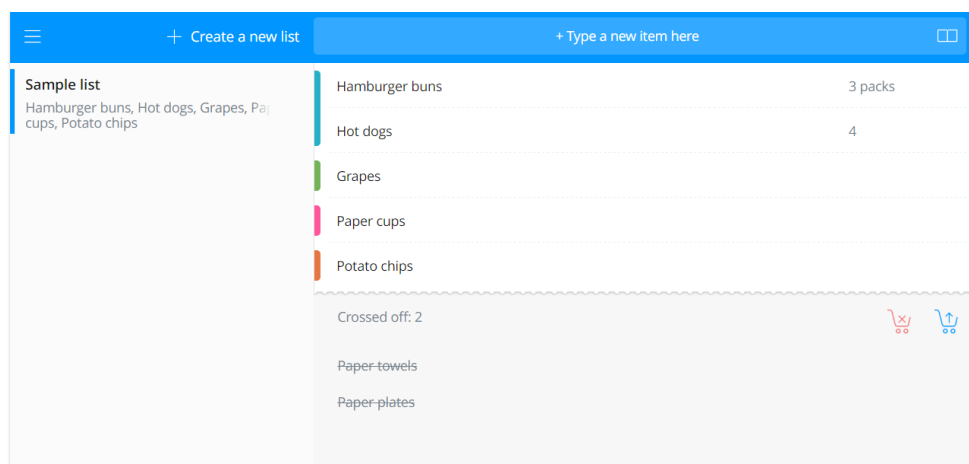 + Create a new list
+ Type a new item here
Sample list
Hamburger buns, Hot dogs, Grapes, Pap
cups, Potato chips
Hamburger buns 3 packs
Hot dogs 4
Grapes
Paper cups
Potato chips
Crossed off: 2
Paper towels
Paper plates